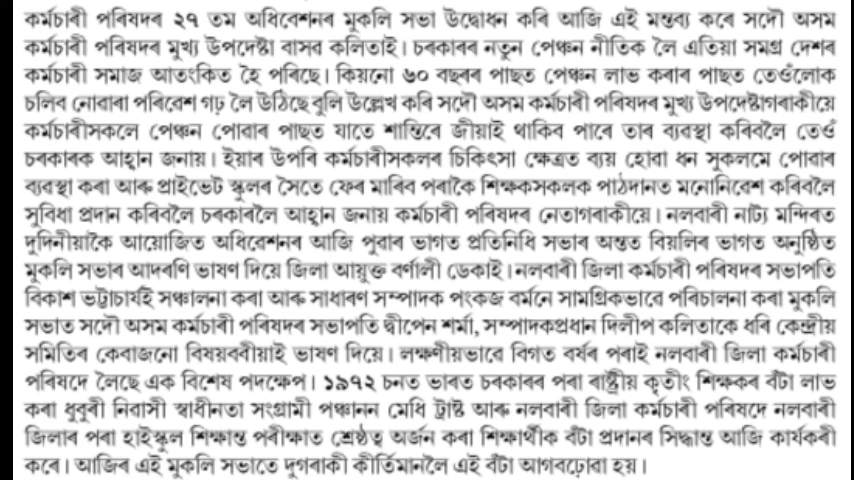 কৰ্মচাৰী পৰিষদৰ ২৭ তম অধিবেশনৰ মুকলি সভা উদ্বোধন কৰি আজি এই মন্তব্য কৰে সদৌ অসম
কৰ্মচাৰী পৰিষদৰ মুখ্য উপদেষ্টা বাসৱ কলিতাই। চৰকাৰৰ নতুন পেঞ্চন নীতিক লৈ এতিয়া সমগ্ৰ দেশৰ
কৰ্মচাৰী সমাজ আতংকিত হৈ পৰিছে। কিয়নো ৬০ বছৰৰ পাছত পেঞ্চন লাভ কৰাৰ পাছত তেওঁলোক
চলিব নোৱাৰা পৰিৱেশ গঢ় লৈ উঠিছে বুলি উল্লেখ কৰি সদৌ অসম কৰ্মচাৰী পৰিষদৰ মুখ্য উপদেষ্টাগৰাকীয়ে
কৰ্মচাৰীসকলে পেঞ্চন পোৱাৰ পাছত যাতে শান্তিৰে জীয়াই থাকিব পাৰে তাৰ ব্যৱস্থা কৰিবলৈ তেওঁ
চৰকাৰক আহ্বান জনায়। ইয়াৰ উপৰি কৰ্মচাৰীসকলৰ চিকিৎসা ক্ষেত্ৰত ব্যয় হোৱা ধন সুকলমে পোৱাৰ
ব্যৱস্থা কৰা আৰু প্ৰাইভেট স্কুলৰ সৈতে ফেৰ মাৰিব পৰাকৈ শিক্ষকসকলক পাঠদানত মনোনিৱেশ কৰিবলৈ
সুবিধা প্ৰদান কৰিবলৈ চৰকাৰলৈ আহ্বান জনায় কৰ্মচাৰী পৰিষদৰ নেতাগৰাকীয়ে। নলবাৰী নাট্য মন্দিৰত
দুদিনীয়াকৈ আয়োজিত অধিৱেশনৰ আজি পুৱাৰ ভাগত প্ৰতিনিধি সভাৰ অন্তত বিয়লিৰ ভাগত অনুষ্ঠিত
মুকলি সভাৰ আদৰণি ভাষণ দিয়ে জিলা আয়ুক্ত বৰ্ণালী ডেকাই। নলবাৰী জিলা কৰ্মচাৰী পৰিষদৰ সভাপতি
বিকাশ ভট্টাচাৰ্যই সঞ্চালনা কৰা আৰু সাধাৰণ সম্পাদক পংকজ বৰ্মনে সামগ্ৰিকভাৱে পৰিচালনা কৰা মুকলি
সভাত সদৌ অসম কৰ্মচাৰী পৰিষদৰ সভাপতি দ্বীপেন শৰ্মা, সম্পাদকপ্ৰধান দিলীপ কলিতাকে ধৰি কেন্দ্ৰীয়
সমিতিৰ কেবাজনো বিষয়ববীয়াই ভাষণ দিয়ে। লক্ষণীয়ভাৱে বিগত বৰ্ষৰ পৰাই নলবাৰী জিলা কৰ্মচাৰী
পৰিষদে লৈছে এক বিশেষ পদক্ষেপ। ১৯৭২ চনত ভাৰত চৰকাৰৰ পৰা ৰাষ্ট্ৰীয় কৃতীং শিক্ষকৰ বঁটা লাভ
কৰা ধুবুৰী নিৱাসী স্বাধীনতা সংগ্ৰামী পঞ্চানন মেধি ট্ৰাষ্ট আৰু নলবাৰী জিলা কৰ্মচাৰী পৰিষদে নলবাৰী
জিলাৰ পৰা হাইস্কুল শিক্ষান্ত পৰীক্ষাত শ্ৰেষ্ঠত্ব অৰ্জন কৰা শিক্ষাৰ্থীক বঁটা প্ৰদানৰ সিদ্ধান্ত আজি কাৰ্যকৰী
কৰে। আজিৰ এই মুকলি সভাতে দুগৰাকী কীৰ্তিমানলৈ এই বঁটা আগবঢ়োৱা হয়।